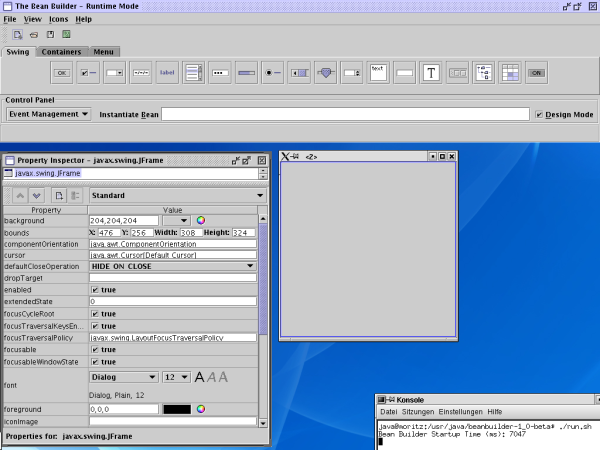 The Bean Builder - Runtime Mode
File View Icons Help
Swing Containers Menu
OK label text T ON
Control Panel
Event Management Instantiate Bean Design Mode
Property Inspector - javax.swing.JFrame
javax.swing.JFrame
Standard
Property Value
background 204,204,204
bounds X: 476 Y: 256 Width: 308 Height: 324
componentOrientation java.awt.ComponentOrientation
cursor java.awt.Cursor[Default Cursor]
defaultCloseOperation HIDE_ON_CLOSE
dropTarget
enabled true
extendedState 0
focusCycleRoot true
focusTraversalKeysEn... true
focusTraversalPolicy javax.swing.LayoutFocusTraversalPolicy
focusable true
focusableWindowState true
font Dialog 12 A A A
Dialog, Plain, 12
foreground 0,0,0
iconImage
Properties for: javax.swing.JFrame
<2>
Konsole
Datei Sitzungen Einstellungen Hilfe
java@moritz:/usr/java/beanbuilder-1_0-beta# ./run.sh
Bean Builder Startup Time (ms): 7047